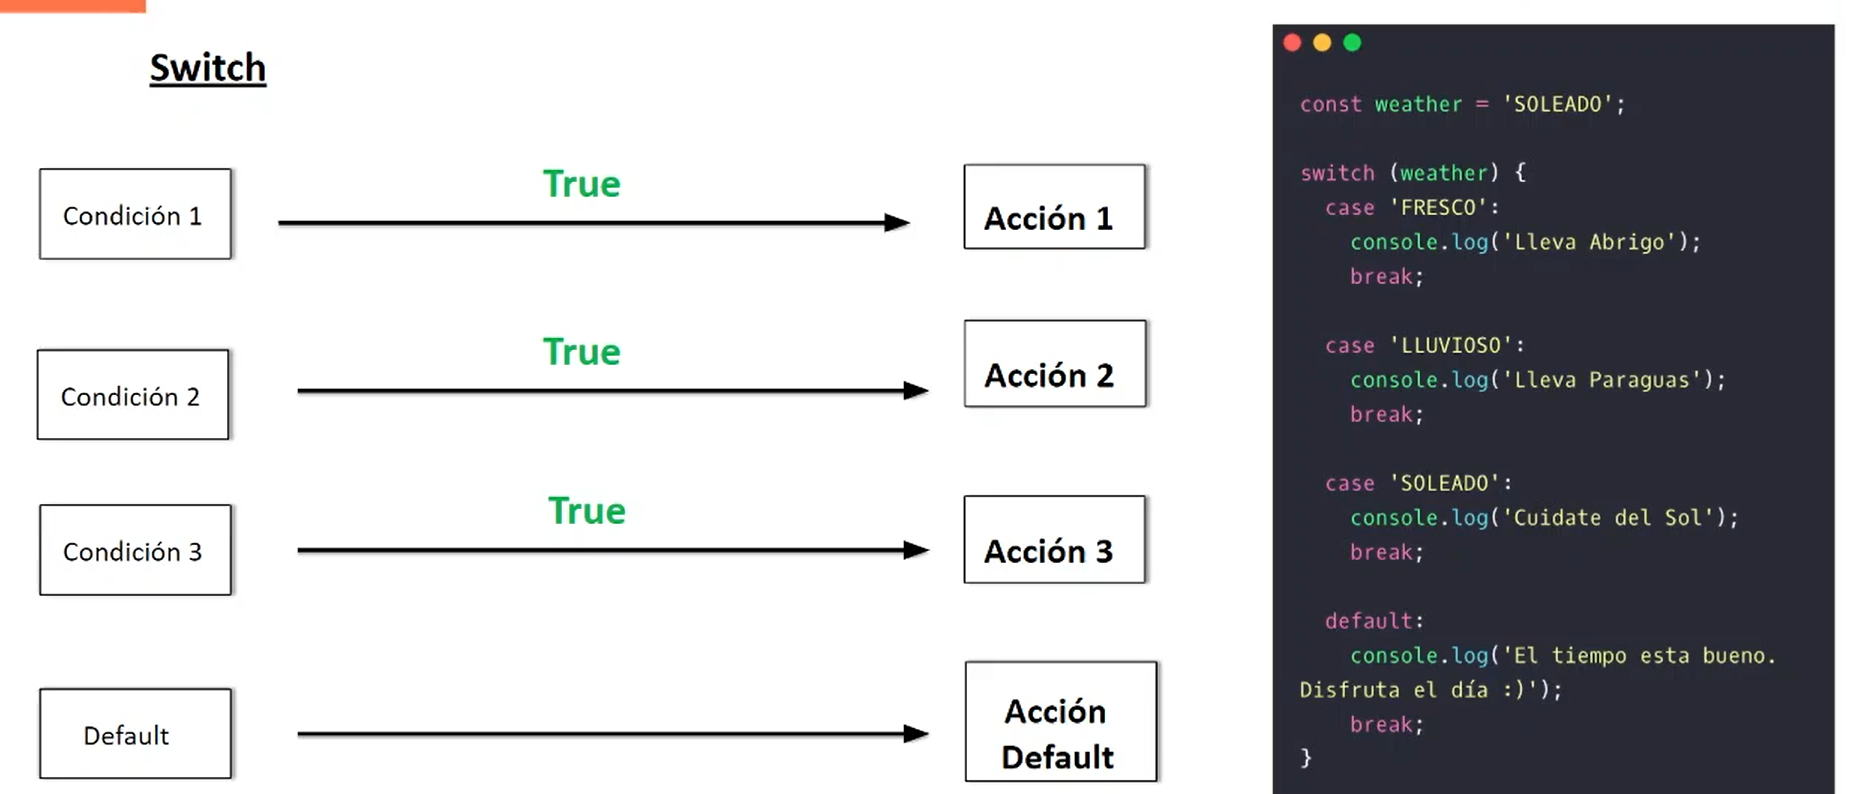 Switch
Condición 1
True
Acción 1
Condición 2
True
Acción 2
Condición 3
True
Acción 3
Default
Acción
Default
const weather = 'SOLEADO';
switch (weather) {
case 'FRESCO':
console.log('Lleva Abrigo');
break;
case 'LLUVIOSO':
console.log('Lleva Paraguas');
break;
case 'SOLEADO':
console.log('Cuidate del Sol');
break;
default:
console.log('El tiempo esta bueno.
Disfruta el día :)');
break;
}